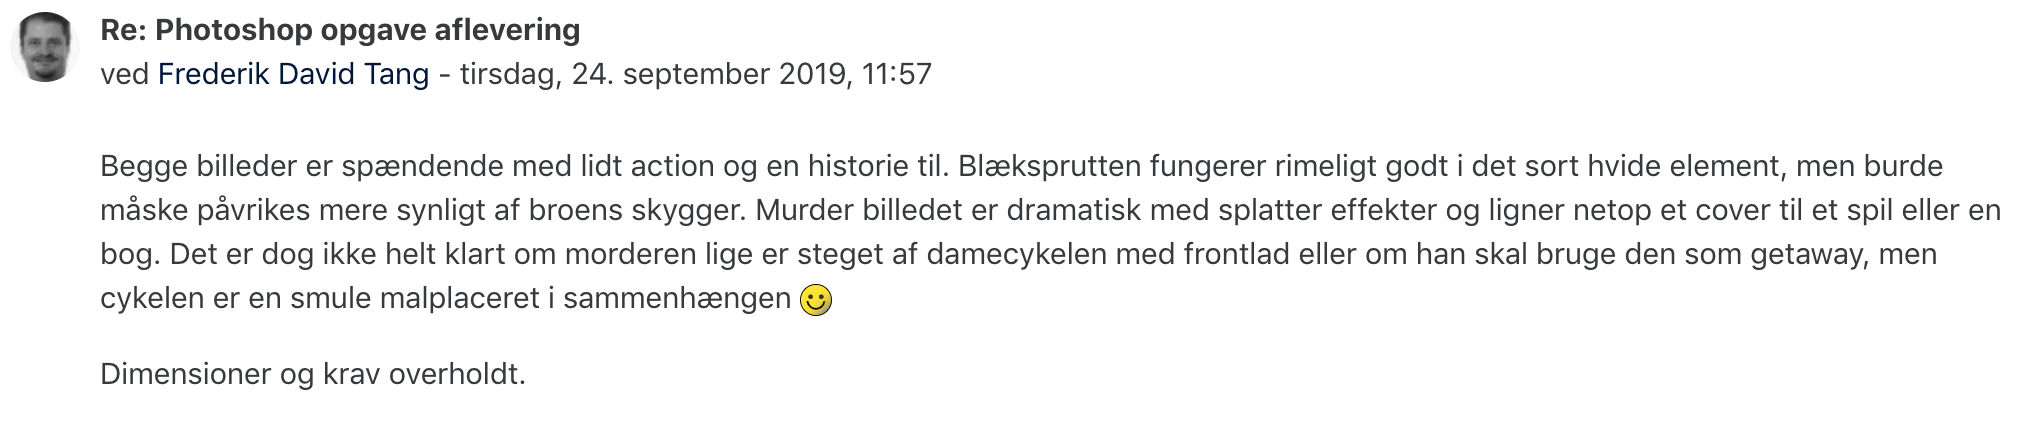 Re: Photoshop opgave aflevering
ved Frederik David Tang - tirsdag, 24. september 2019, 11:57
Begge billeder er spændende med lidt action og en historie til. Blæksprutten fungerer rimeligt godt i det sort hvide element, men burde
måske påvrikes mere synligt af broens skygger. Murder billedet er dramatisk med splatter effekter og ligner netop et cover til et spil eller en
bog. Det er dog ikke helt klart om morderen lige er steget af damecykelen med frontlad eller om han skal bruge den som getaway, men
cykelen er en smule malplaceret i sammenhængen
Dimensioner og krav overholdt.